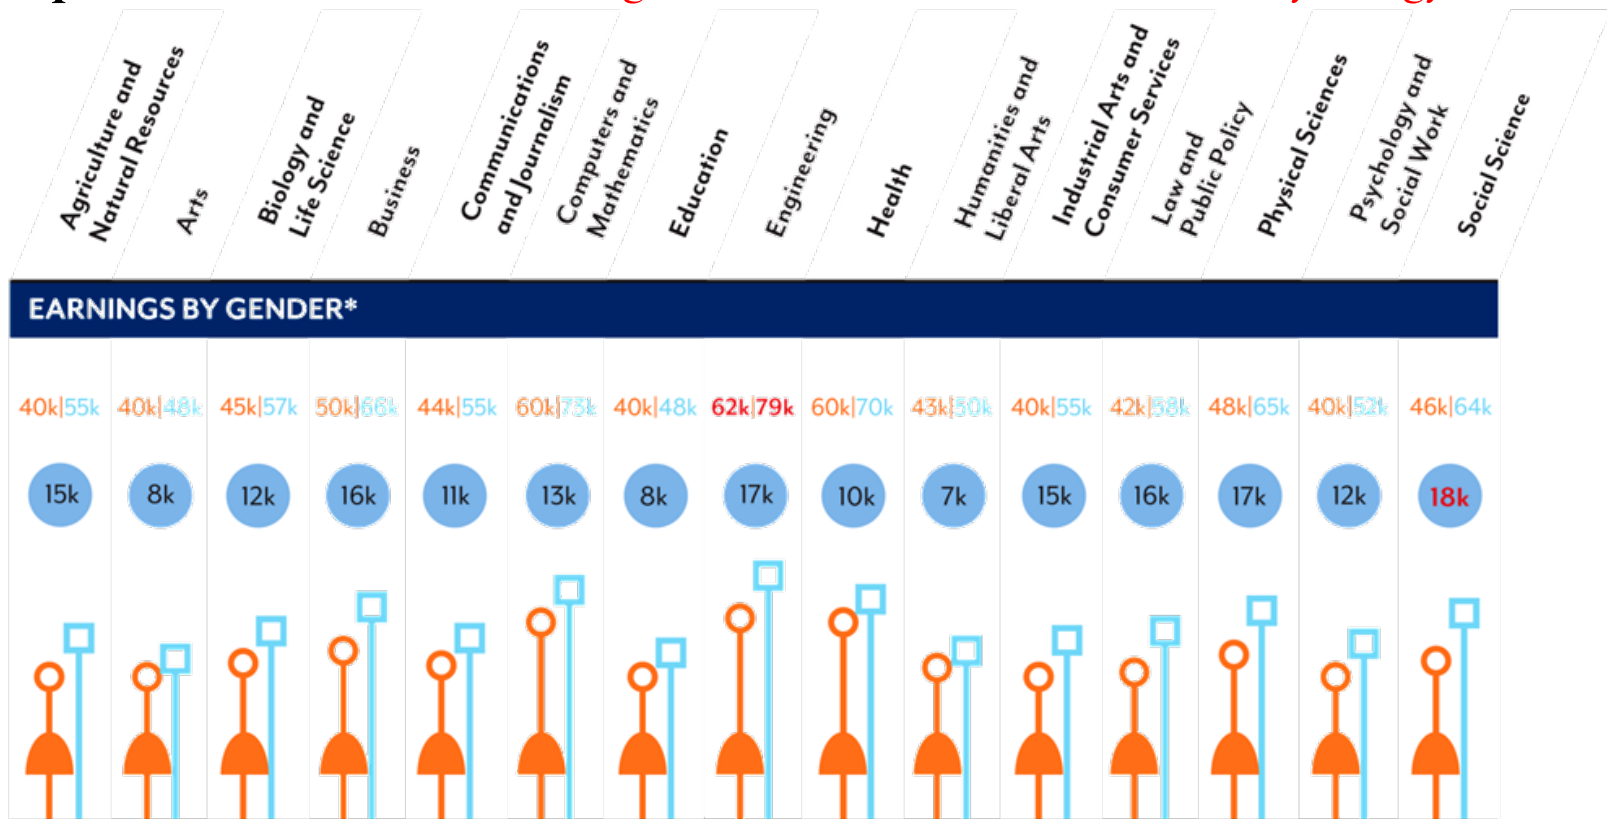 Agriculture and
Natural Resources
Arts
Biology and
Life Science
Business
Communications
and Journalism
Computers and
Mathematics
Education
Engineering
Health
Humanities and
Liberal Arts
Industrial Arts and
Consumer Services
Law and
Public Policy
Physical Sciences
Psychology and
Social Work
Social Science
EARNINGS BY GENDER*
40k|55k 40k|48k 45k|57k 50k|66k 44k|55k 60k|73k 40k|48k 62k|79k 60k|70k 43k|50k 40k|55k 42k|58k 48k|65k 40k|52k 46k|64k
15k 8k 12k 16k 11k 13k 8k 17k 10k 7k 15k 16k 17k 12k 18k